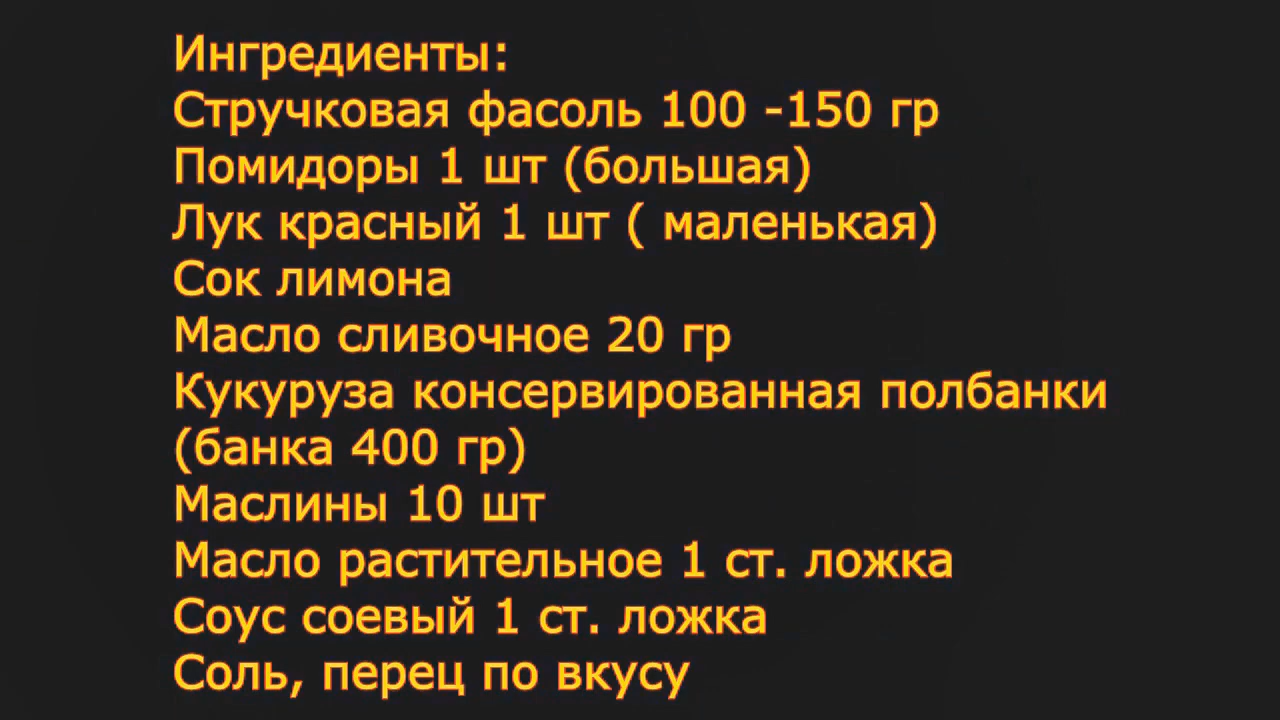 Ингредиенты:
Стручковая фасоль 100 -150 гр
Помидоры 1 шт (большая)
Лук красный 1 шт ( маленькая)
Сок лимона
Масло сливочное 20 гр
Кукуруза консервированная полбанки
(банка 400 гр)
Маслины 10 шт
Масло растительное 1 ст. ложка
Соус соевый 1 ст. ложка
Соль, перец по вкусу